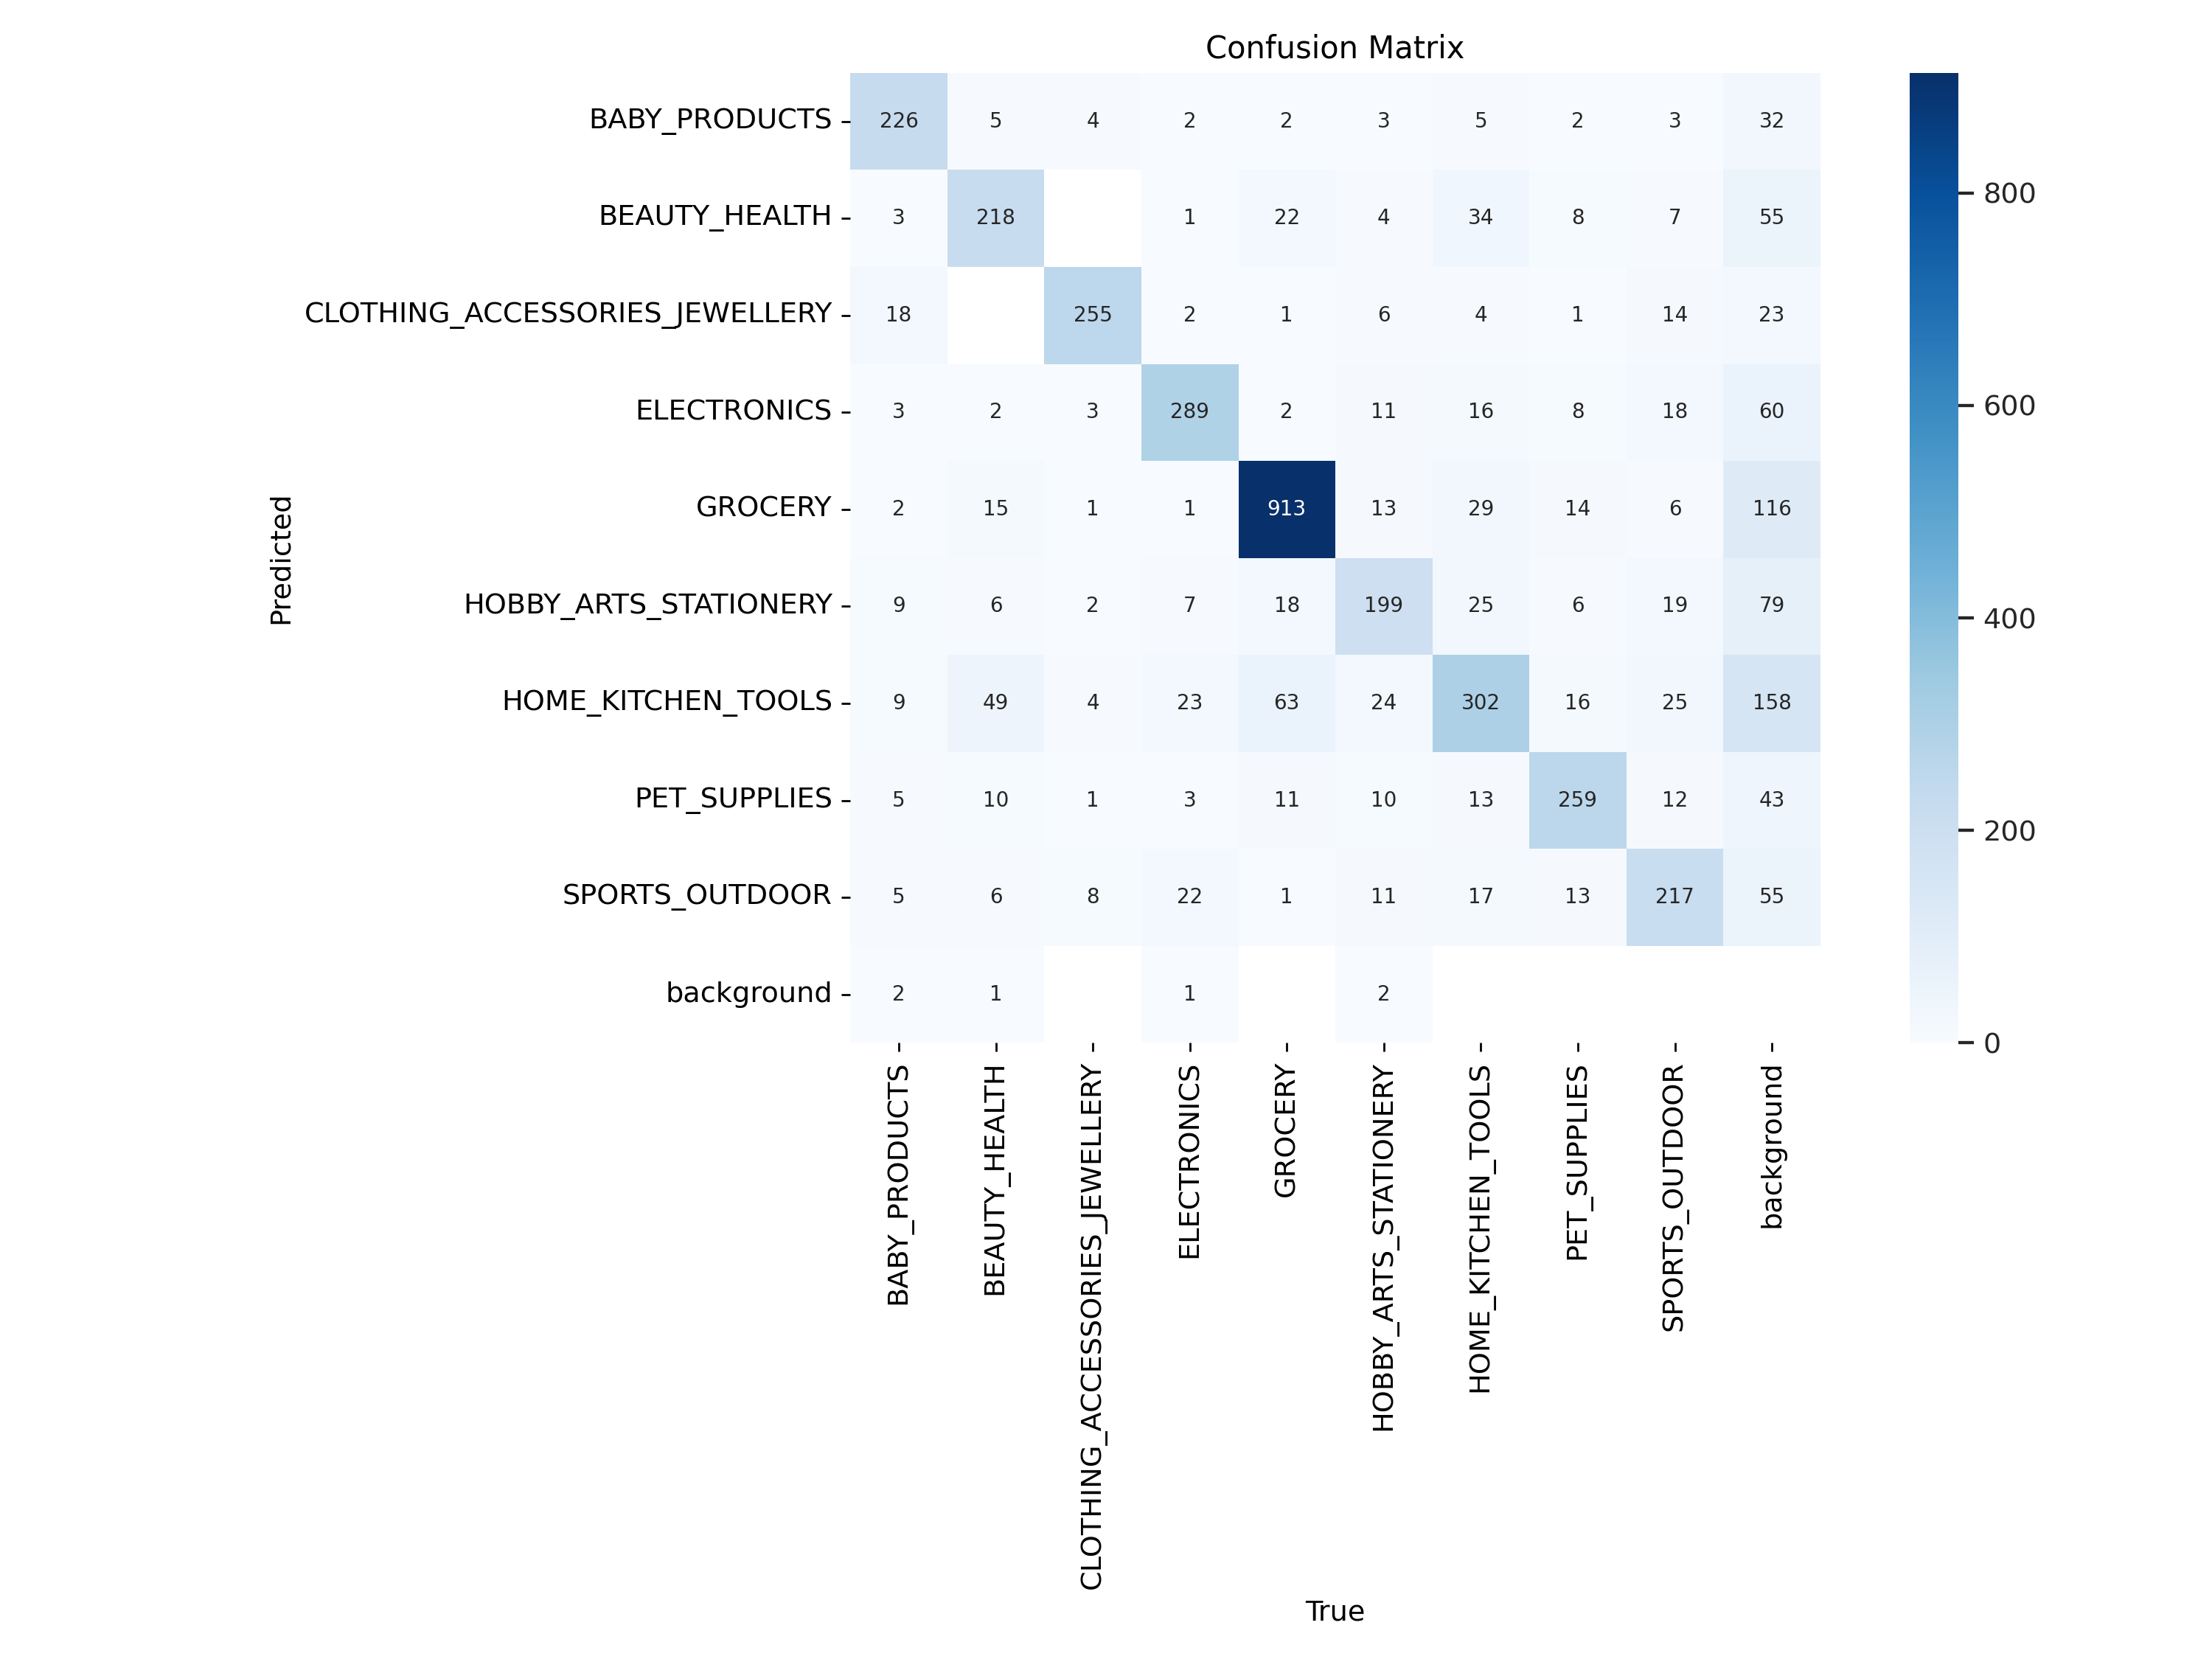 Confusion Matrix
BABY_PRODUCTS 226 5 4 2 2 3 5 2 3 32
BEAUTY_HEALTH 3 218 1 22 4 34 8 7 55
CLOTHING_ACCESSORIES_JEWELLERY 18 255 2 1 6 4 1 14 23
ELECTRONICS 3 2 3 289 2 11 16 8 18 60
GROCERY 2 15 1 1 913 13 29 14 6 116
HOBBY_ARTS_STATIONERY 9 6 2 7 18 199 25 6 19 79
HOME_KITCHEN_TOOLS 9 49 4 23 63 24 302 16 25 158
PET_SUPPLIES 5 10 1 3 11 10 13 259 12 43
SPORTS_OUTDOOR 5 6 8 22 1 11 17 13 217 55
background 2 1 1 2
Predicted
BABY_PRODUCTS
BEAUTY_HEALTH
CLOTHING_ACCESSORIES_JEWELLERY
ELECTRONICS
GROCERY
HOBBY_ARTS_STATIONERY
HOME_KITCHEN_TOOLS
PET_SUPPLIES
SPORTS_OUTDOOR
background
True
800
600
400
200
0